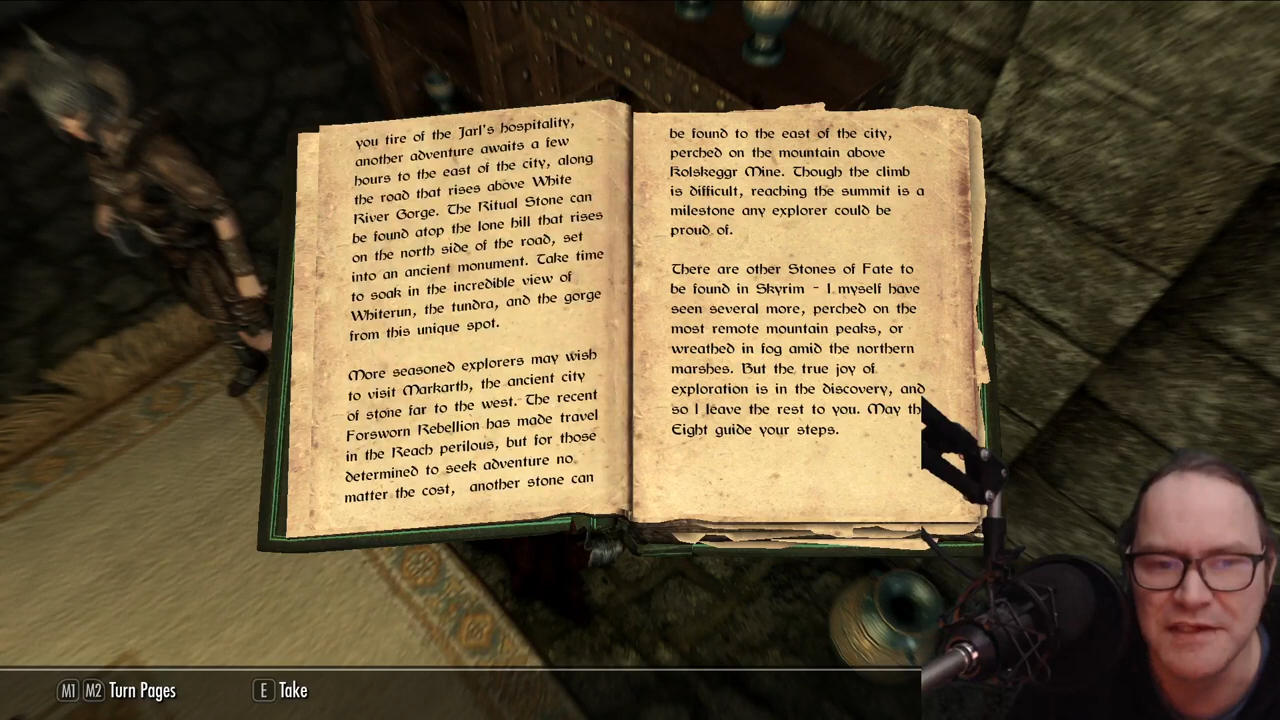 you tire of the Jarl's hospitality,
another adventure awaits a few
hours to the east of the city, along
the road that rises above White
River Gorge. The Ritual Stone can
be found atop the lone hill that rises
on the north side of the road, set
into an ancient monument. Take time
to soak in the incredible view of
Whiterun, the tundra, and the gorge
from this unique spot.
More seasoned explorers may wish
to visit Markarth, the ancient city
of stone far to the west. The recent
Forsworn Rebellion has made travel
in the Reach perilous, but for those
determined to seek adventure no
matter the cost, another stone can
be found to the east of the city,
perched on the mountain above
Kolskeggr Mine. Though the climb
is difficult, reaching the summit is a
milestone any explorer could be
proud of.
There are other Stones of Fate to
be found in Skyrim - I myself have
seen several more, perched on the
most remote mountain peaks, or
wreathed in fog amid the northern
marshes. But the true joy of
exploration is in the discovery, and
so I leave the rest to you. May th
Eight guide your steps.
M1 M2 Turn Pages
E Take